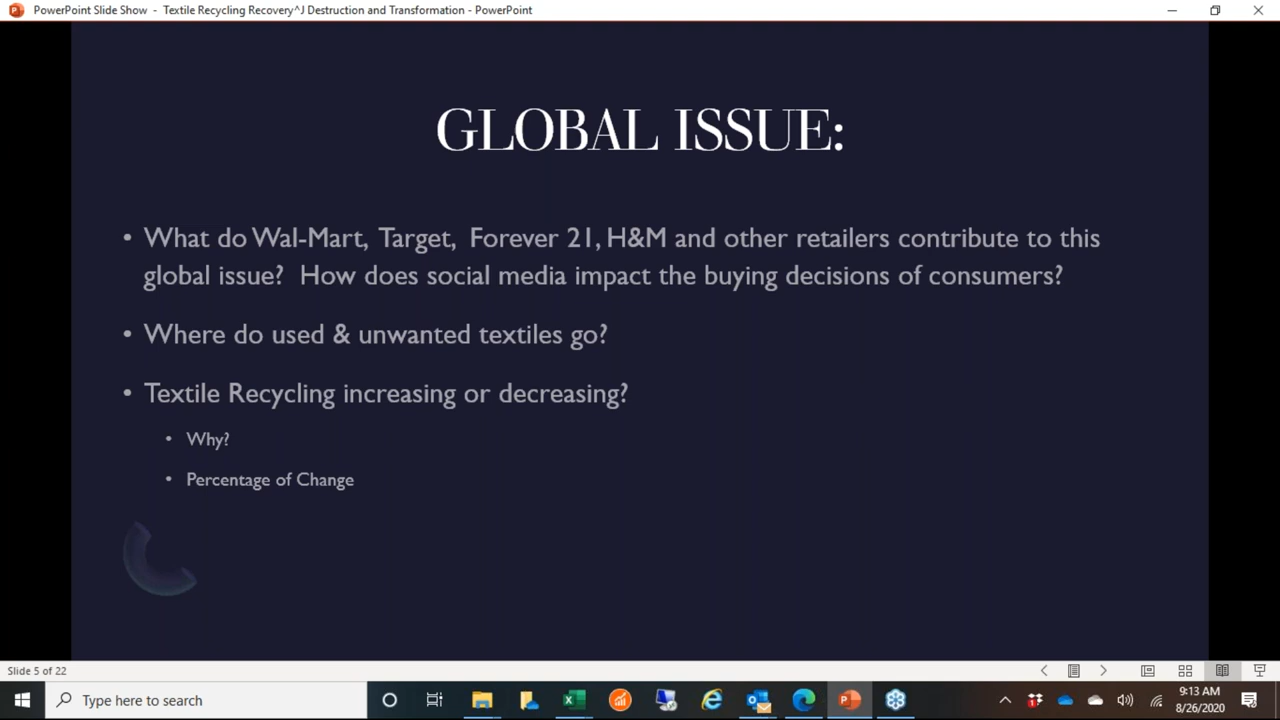 PowerPoint Slide Show - Textile Recycling Recovery^J Destruction and Transformation - PowerPoint
GLOBAL ISSUE:
• What do Wal-Mart, Target, Forever 21, H&M and other retailers contribute to this
global issue? How does social media impact the buying decisions of consumers?
• Where do used & unwanted textiles go?
• Textile Recycling increasing or decreasing?
• Why?
• Percentage of Change
Slide 5 of 22
Type here to search
9:13 AM
8/26/2020